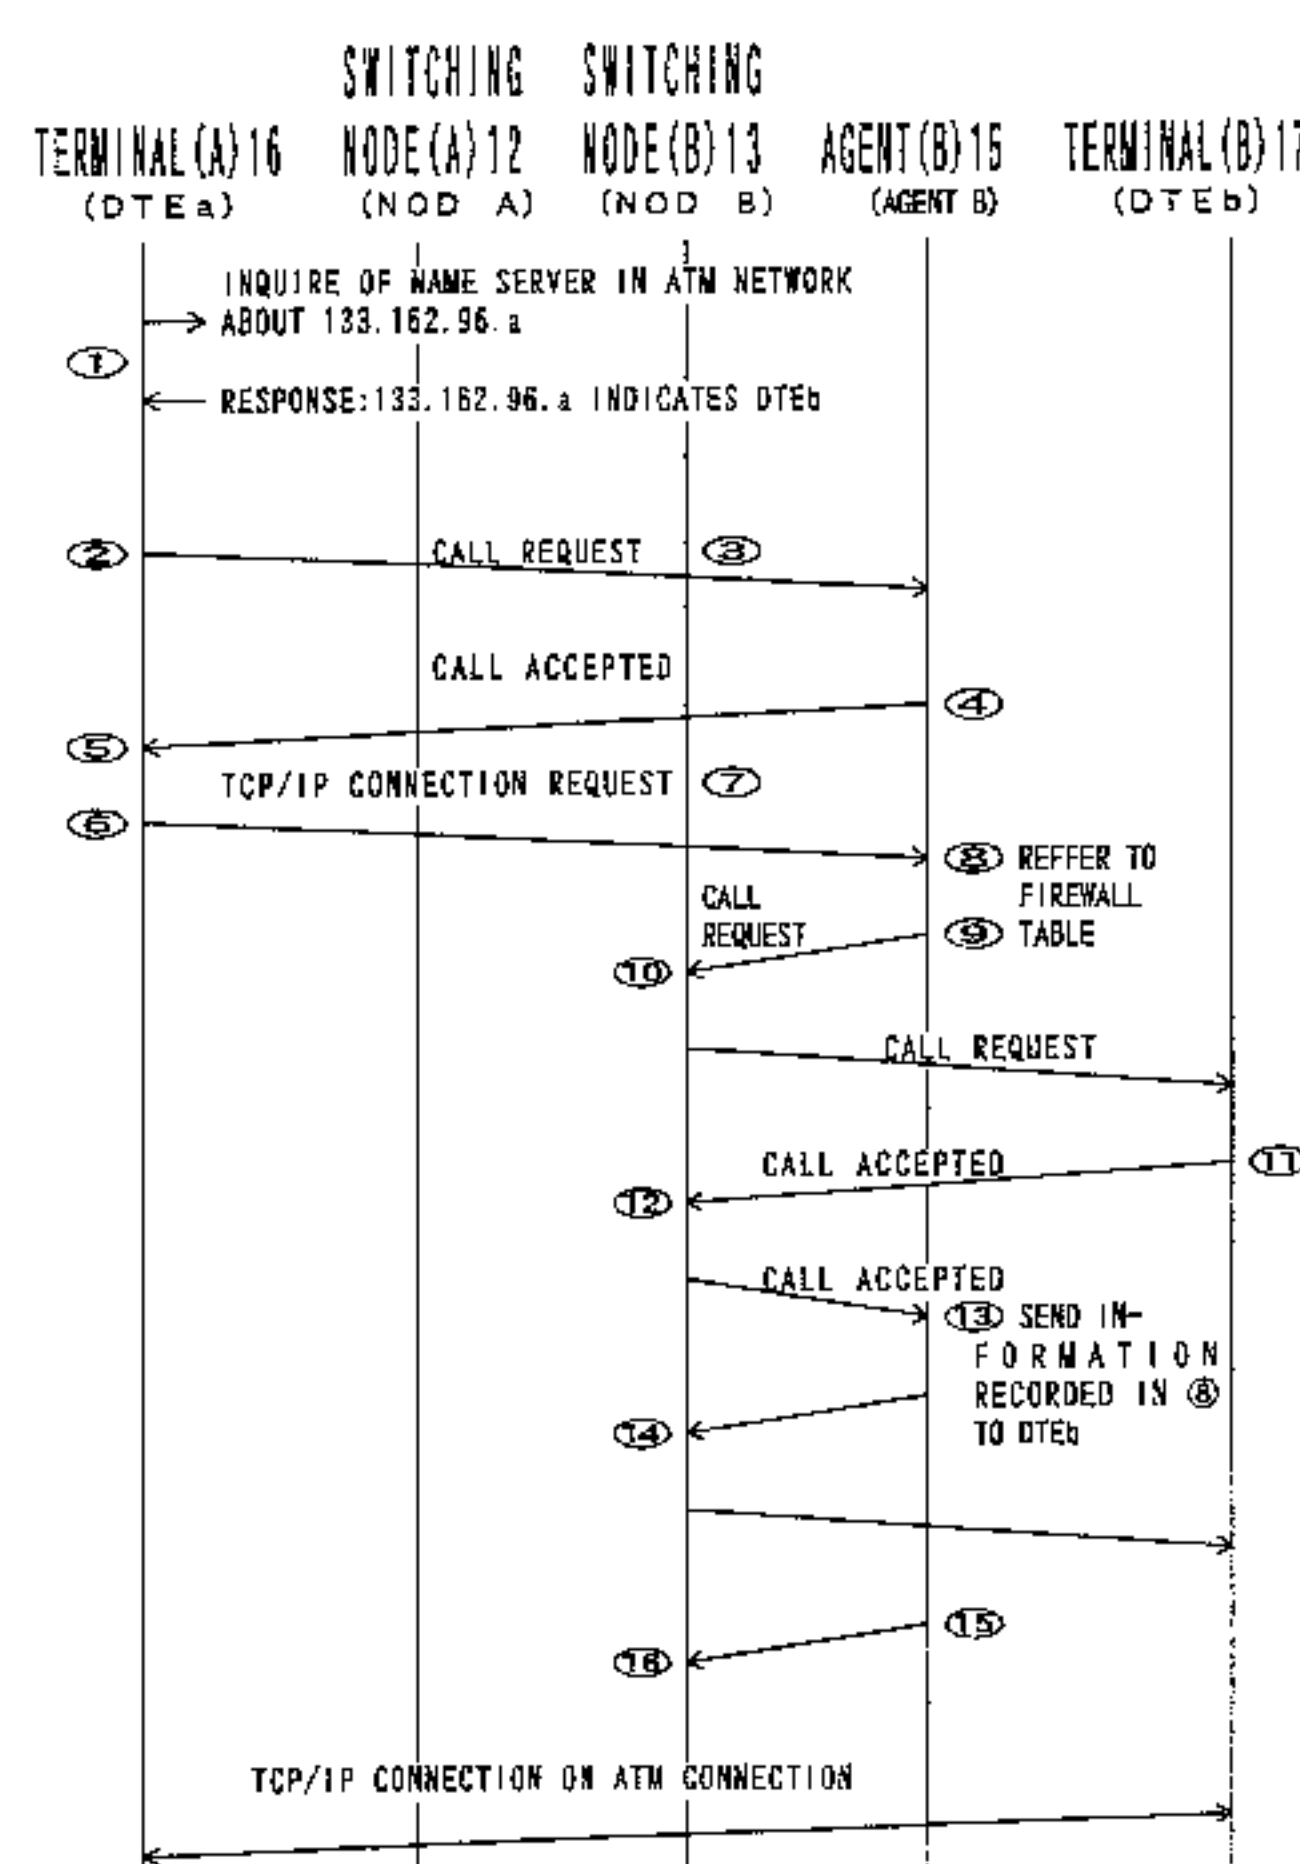 SWITCHING SWITCHING
TERMINAL(A)16 NODE(A)12 NODE(B)13 AGENT(B)15 TERMINAL(B)17
(DTEa) (NOD A) (NOD B) (AGENT B) (DTEb)
INQUIRE OF NAME SERVER IN ATM NETWORK
ABOUT 133.162.96.a
①
RESPONSE:133.162.96.a INDICATES DTEb
② CALL REQUEST ③
CALL ACCEPTED
④
⑤
TCP/IP CONNECTION REQUEST ⑦
⑥
⑧ REFFER TO
CALL FIREWALL
REQUEST ⑨ TABLE
⑩
CALL REQUEST
CALL ACCEPTED ⑪
⑫
CALL ACCEPTED
⑬ SEND IN-
FORMATION
RECORDED IN ⑧
⑭ TO DTEb
⑮
⑯
TCP/IP CONNECTION ON ATM CONNECTION